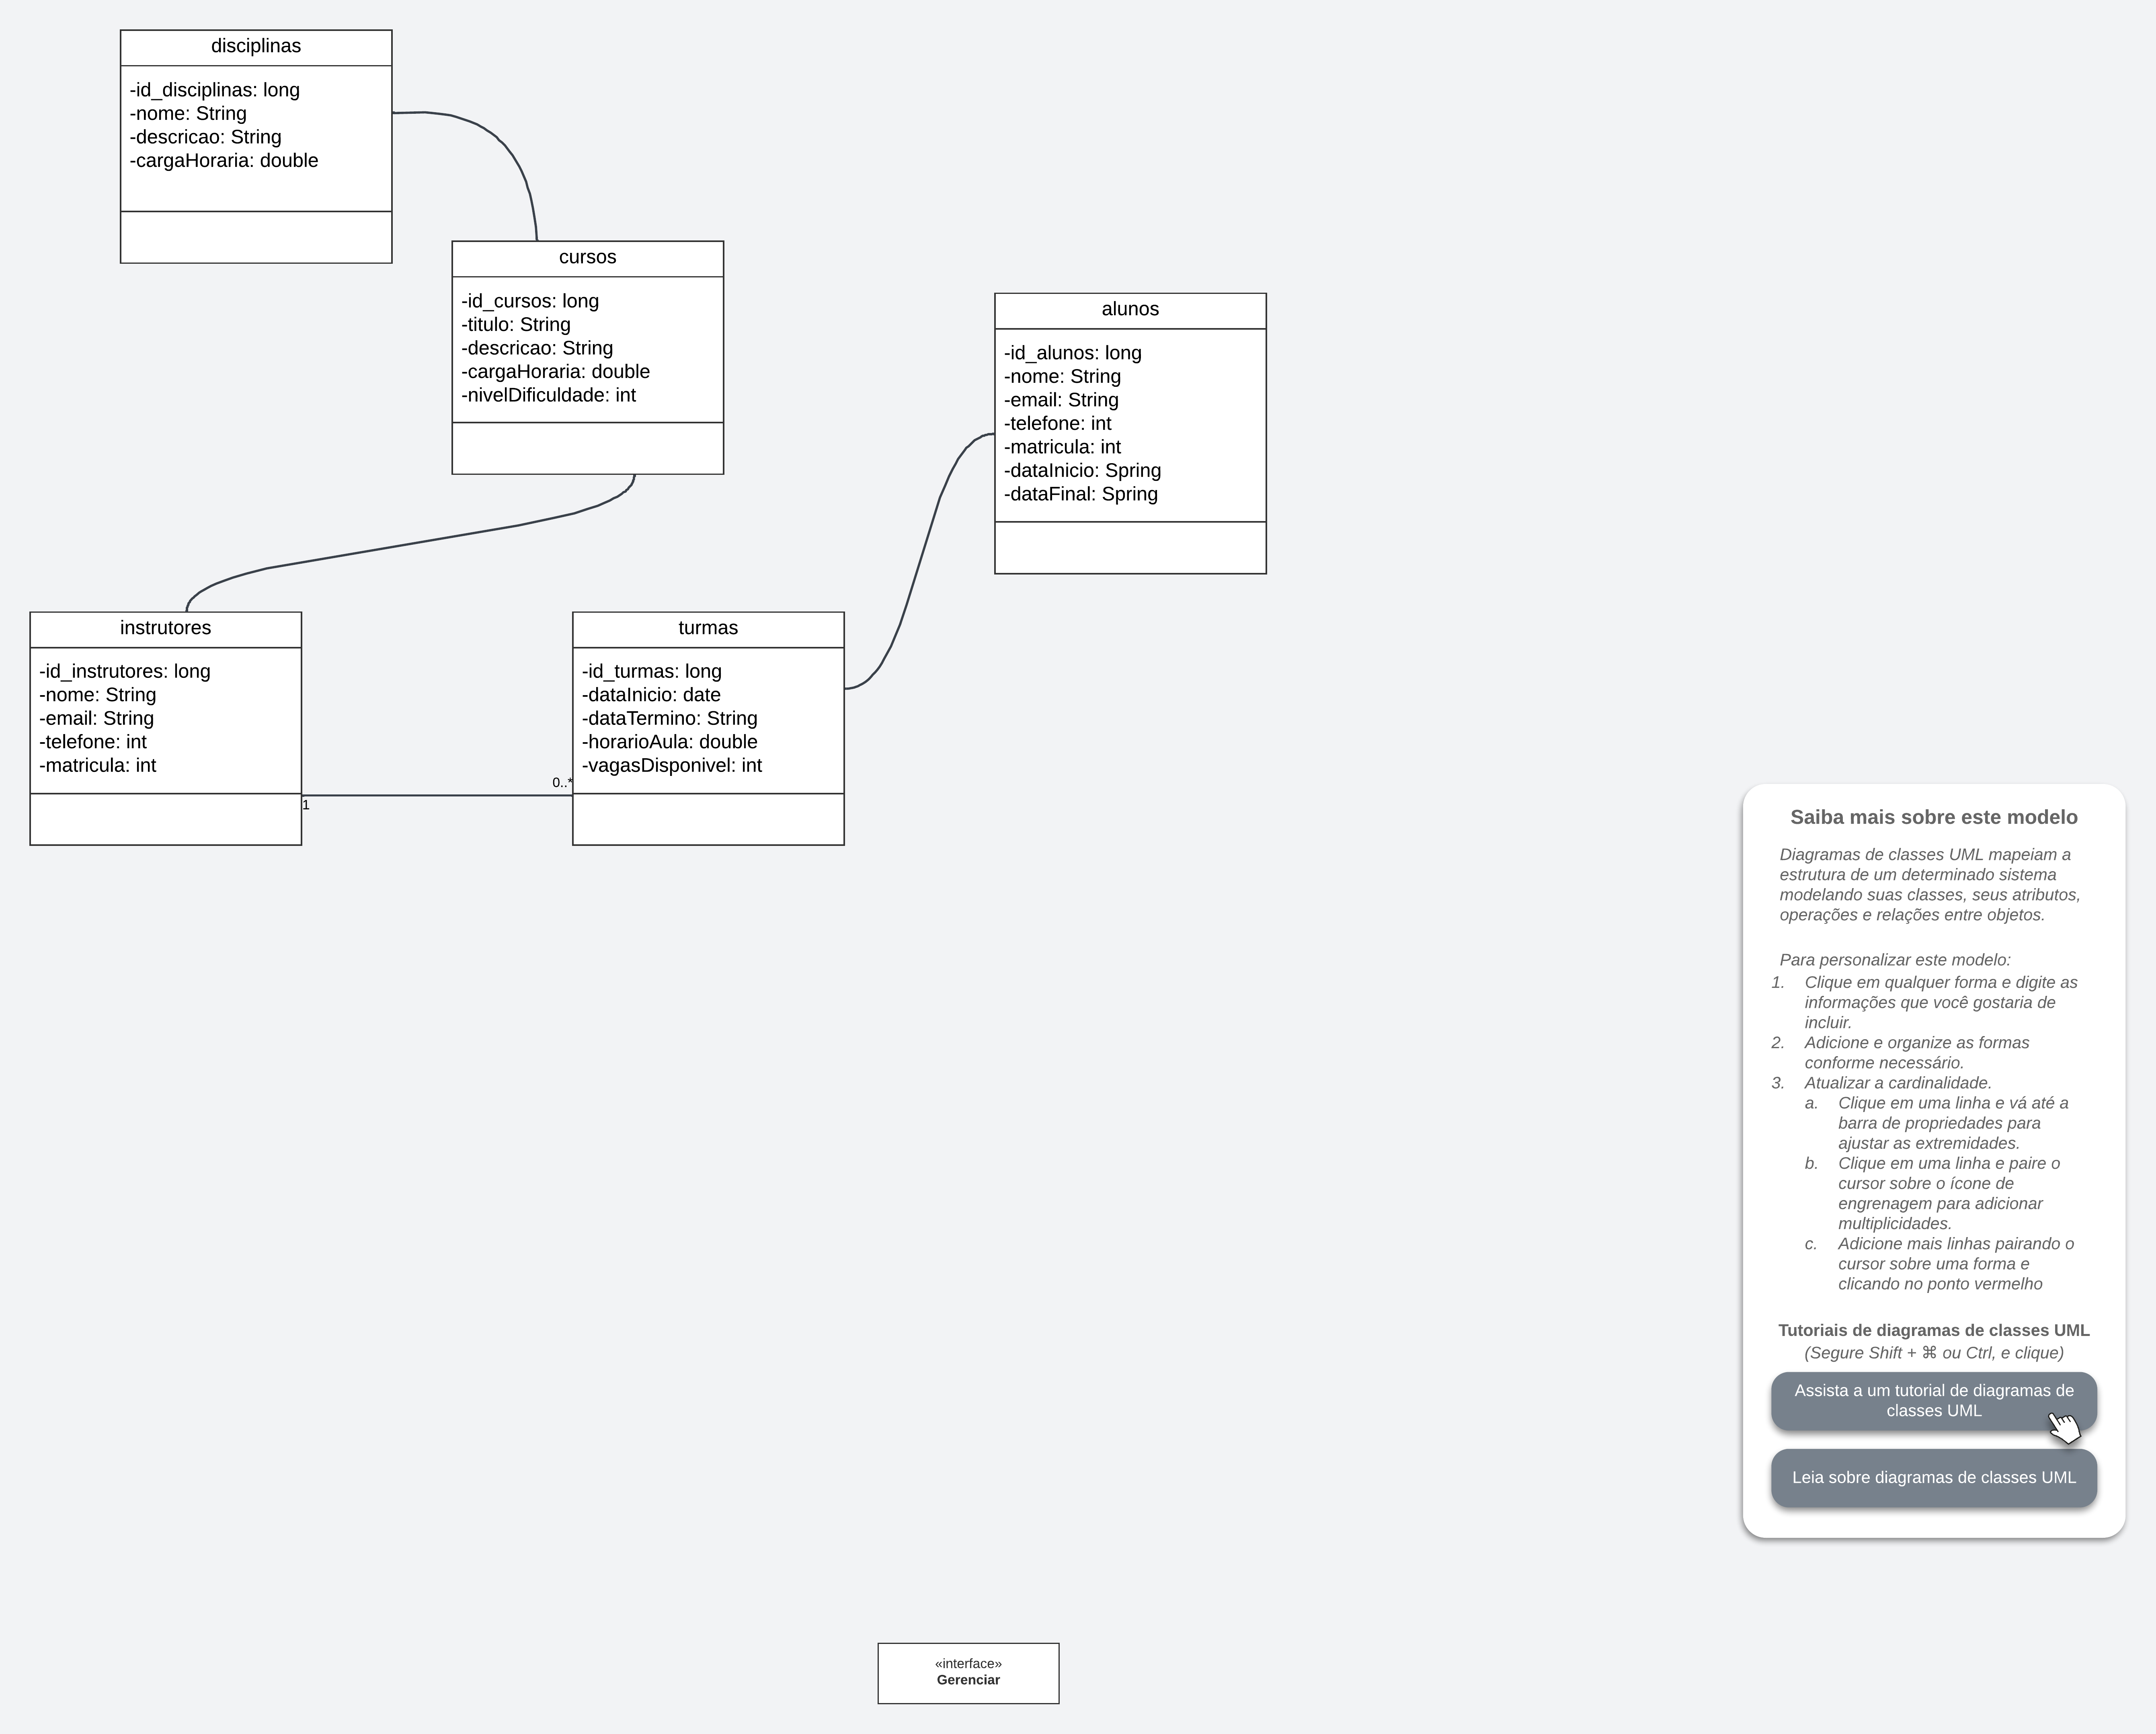 disciplinas
-id_disciplinas: long
-nome: String
-descricao: String
-cargaHoraria: double
cursos
-id_cursos: long
-titulo: String
-descricao: String
-cargaHoraria: double
-nivelDificuldade: int
alunos
-id_alunos: long
-nome: String
-email: String
-telefone: int
-matricula: int
-dataInicio: Spring
-dataFinal: Spring
instrutores
-id_instrutores: long
-nome: String
-email: String
-telefone: int
-matricula: int
1
0..*
turmas
-id_turmas: long
-dataInicio: date
-dataTermino: String
-horarioAula: double
-vagasDisponivel: int
Saiba mais sobre este modelo
Diagramas de classes UML mapeiam a
estrutura de um determinado sistema
modelando suas classes, seus atributos,
operações e relações entre objetos.
Para personalizar este modelo:
1. Clique em qualquer forma e digite as
informações que você gostaria de
incluir.
2. Adicione e organize as formas
conforme necessário.
3. Atualizar a cardinalidade.
a. Clique em uma linha e vá até a
barra de propriedades para
ajustar as extremidades.
b. Clique em uma linha e paire o
cursor sobre o ícone de
engrenagem para adicionar
multiplicidades.
c. Adicione mais linhas pairando o
cursor sobre uma forma e
clicando no ponto vermelho
Tutoriais de diagramas de classes UML
(Segure Shift + ⌘ ou Ctrl, e clique)
Assista a um tutorial de diagramas de
classes UML
Leia sobre diagramas de classes UML
«interface»
Gerenciar